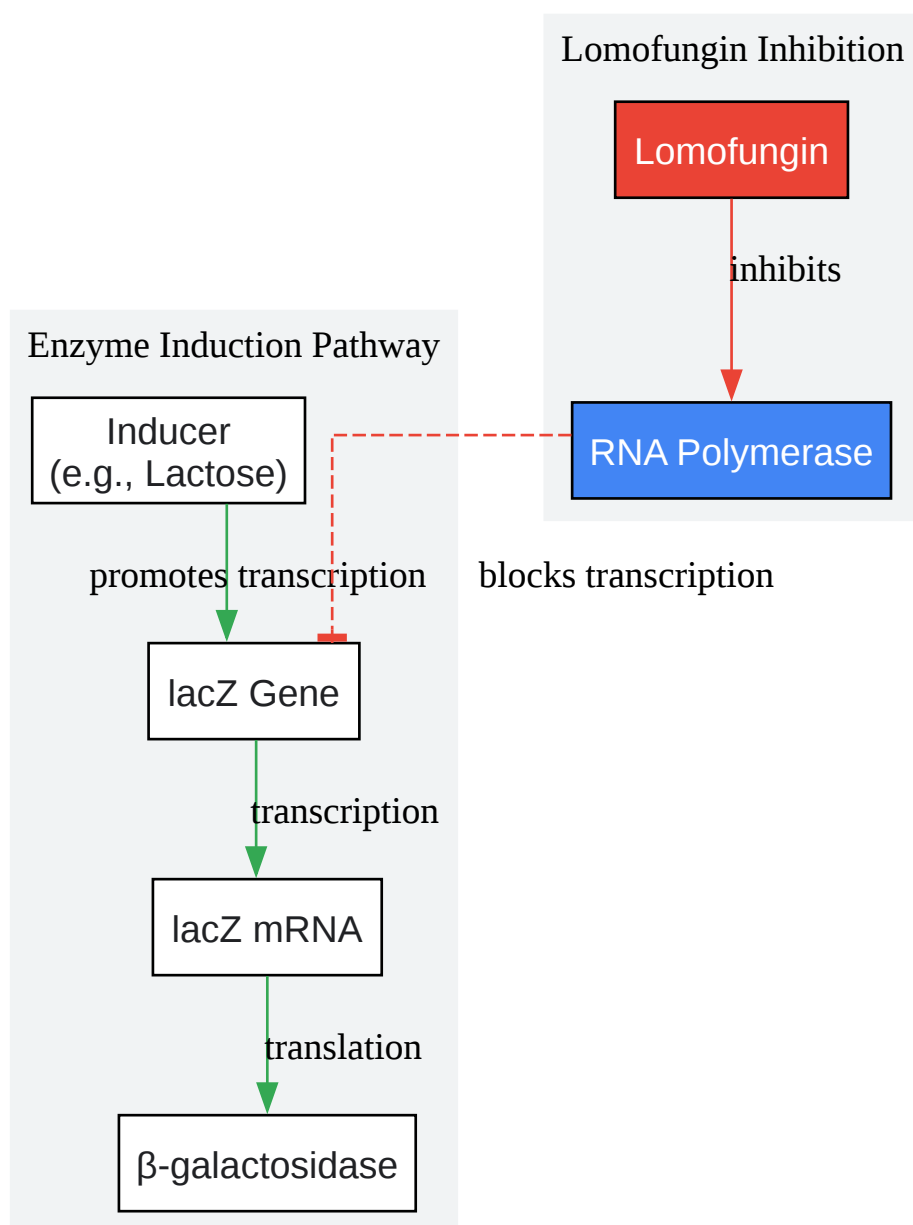 Lomofungin Inhibition
Lomofungin
inhibits
RNA Polymerase
blocks transcription
Enzyme Induction Pathway
Inducer
(e.g., Lactose)
promotes transcription
lacZ Gene
transcription
lacZ mRNA
translation
β-galactosidase